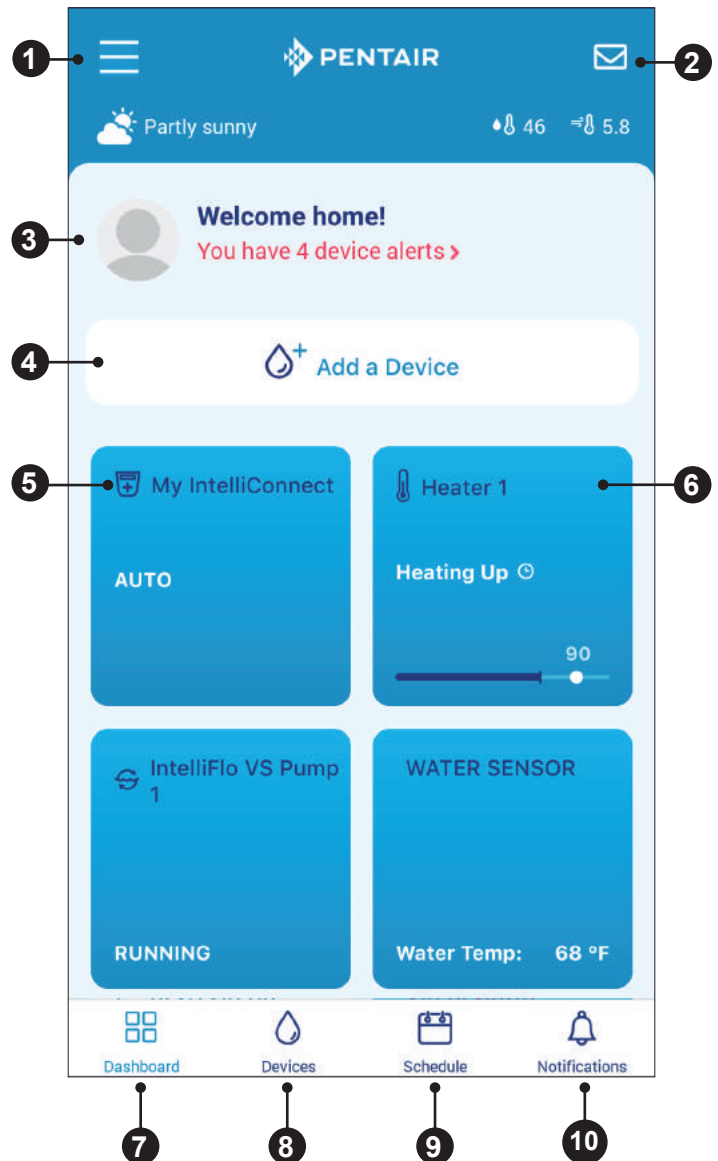 1
PENTAIR
2
Partly sunny
46
5.8
3
Welcome home!
You have 4 device alerts >
4
Add a Device
5
My IntelliConnect
AUTO
Heater 1
6
Heating Up
90
IntelliFlo VS Pump
1
RUNNING
WATER SENSOR
Water Temp: 68 °F
Dashboard
Devices
Schedule
Notifications
7
8
9
10